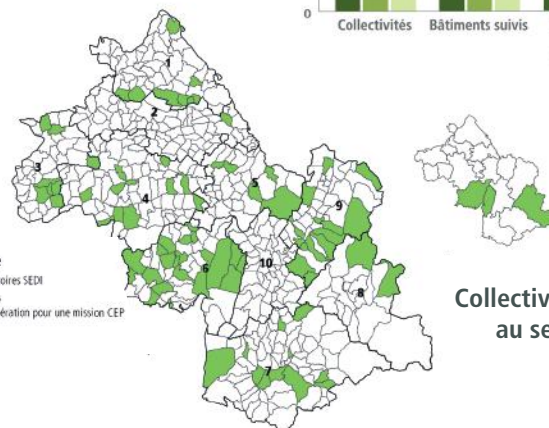 0
Collectivités Bâtiments suivis
1
2
3
4
5
6
7
8
9
10
oires SEDI
ération pour une mission CEP
Collectiv
au se